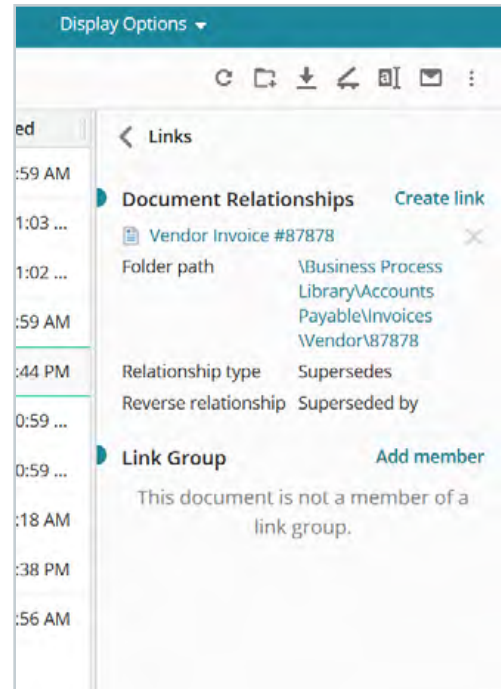 Display Options
ed
Links
:59 AM
Document Relationships Create link
1:03 ...
Vendor Invoice #87878
1:02 ...
Folder path \Business Process
Library\Accounts
Payable\Invoices
\Vendor\87878
:59 AM
:44 PM
Relationship type Supersedes
Reverse relationship Superseded by
0:59 ...
Link Group Add member
0:59 ...
This document is not a member of a
link group.
:18 AM
:38 PM
:56 AM